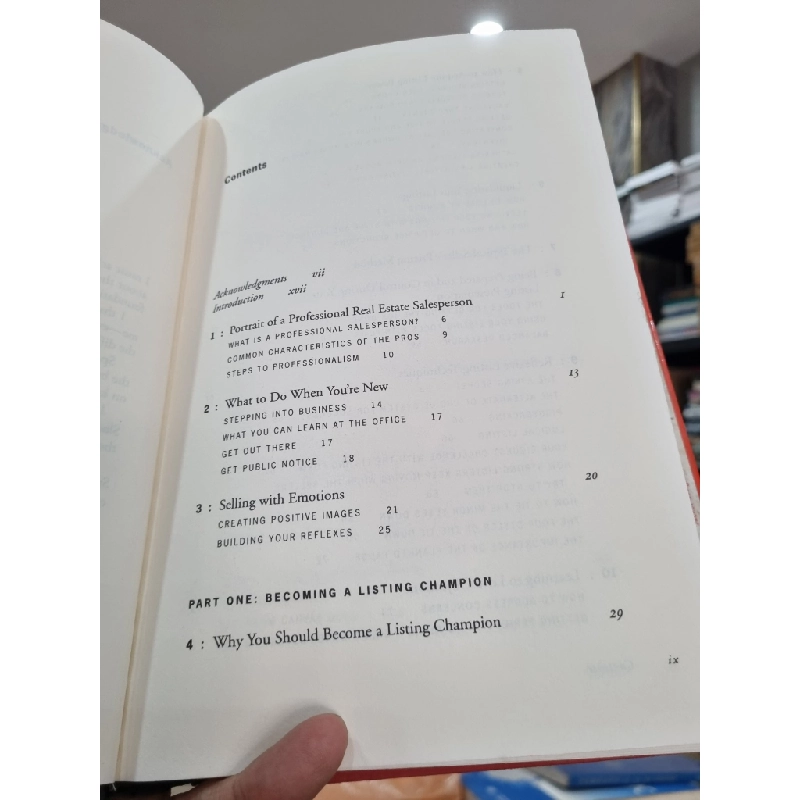 Contents
Acknowledgments vii
Introduction xvii
1 : Portrait of a Professional Real Estate Salesperson 1
WHAT IS A PROFESSIONAL SALESPERSON? 6
COMMON CHARACTERISTICS OF THE PROS 9
STEPS TO PROFESSIONALISM 10
2 : What to Do When You're New 13
STEPPING INTO BUSINESS 14
WHAT YOU CAN LEARN AT THE OFFICE 17
GET OUT THERE 17
GET PUBLIC NOTICE 18
3 : Selling with Emotions 20
CREATING POSITIVE IMAGES 21
BUILDING YOUR REFLEXES 25
PART ONE: BECOMING A LISTING CHAMPION
4 : Why You Should Become a Listing Champion 29
ix